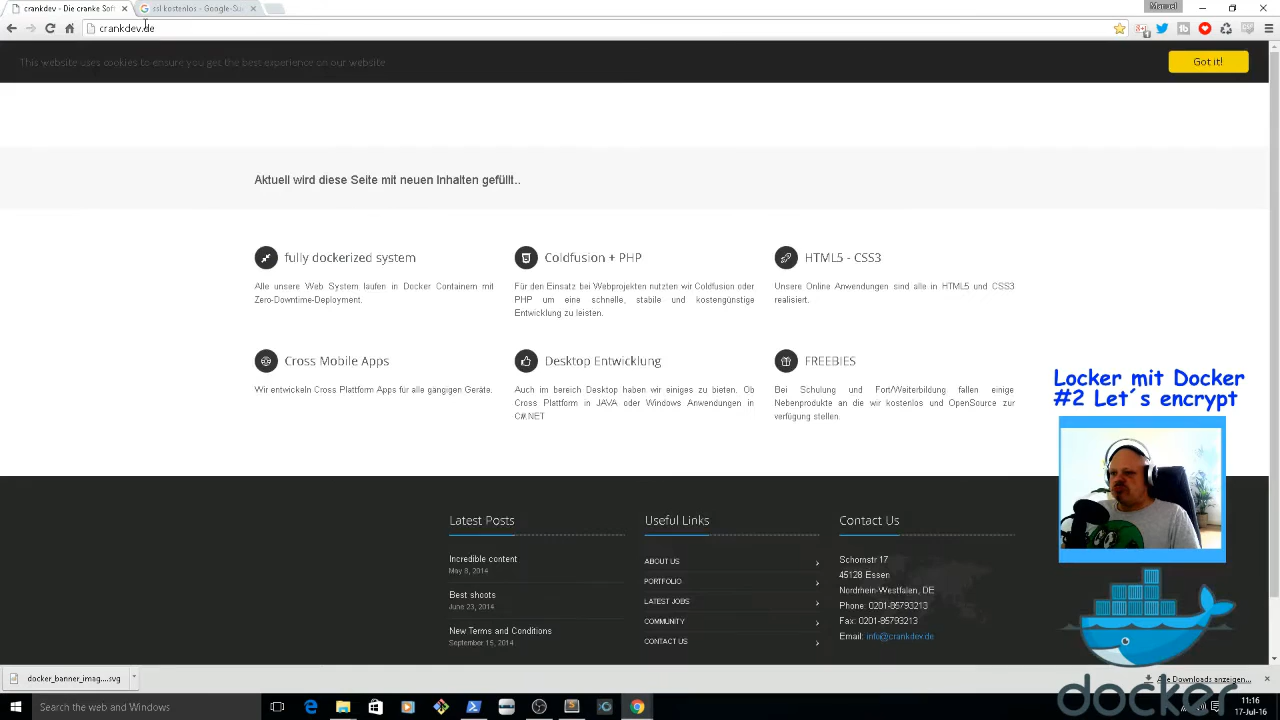 crankdev - Die cranke Soft
ssl kostenlos - Google-Suc
Manuel
crankdev.de
This website uses cookies to ensure you get the best experience on our website
Got it!
Aktuell wird diese Seite mit neuen Inhalten gefüllt..
fully dockerized system
Alle unsere Web System laufen in Docker Containern mit
Zero-Downtime-Deployment.
Coldfusion + PHP
Für den Einsatz bei Webprojekten nutzten wir Coldfusion oder
PHP um eine schnelle, stabile und kostengünstige
Entwicklung zu leisten.
HTML5 - CSS3
Unsere Online Anwendungen sind alle in HTML5 und CSS3
realisiert.
Cross Mobile Apps
Wir entwickeln Cross Plattform Apps für alle gängigen Geräte.
Desktop Entwicklung
Auch im bereich Desktop haben wir einiges zu bieten. Ob
Cross Plattform in JAVA oder Windows Anwendungen in
C#.NET
FREEBIES
Bei Schulung und Fort/Weiterbildung fallen einige
Nebenprodukte an die wir kostenlos und OpenSource zur
verfügung stellen.
Locker mit Docker
#2 Let´s encrypt
Latest Posts
Incredible content
May 8, 2014
Best shoots
June 23, 2014
New Terms and Conditions
September 15, 2014
Useful Links
ABOUT US
PORTFOLIO
LATEST JOBS
COMMUNITY
CONTACT US
Contact Us
Schornstr 17
45128 Essen
Nordrhein-Westfalen, DE
Phone: 0201-85793213
Fax: 0201-85793213
Email: info@crankdev.de
docker
docker_banner_imag....svg
Alle Downloads anzeigen...
Search the web and Windows
11:16
17-Jul-16